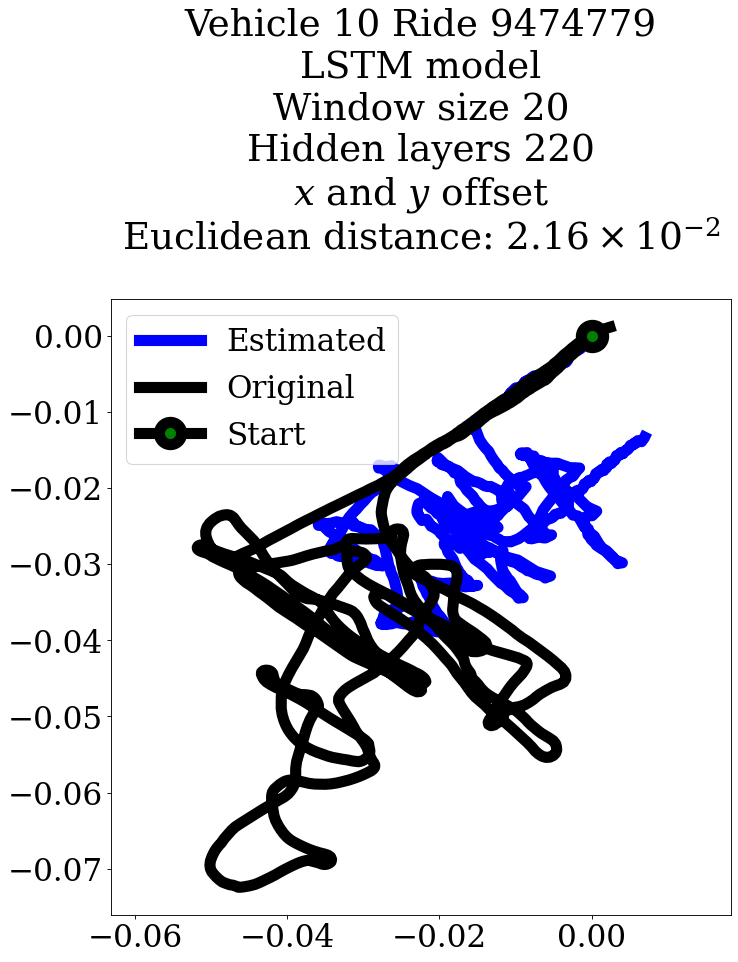 Vehicle 10 Ride 9474779
LSTM model
Window size 20
Hidden layers 220
x and y offset
Euclidean distance: 2.16 × 10⁻²
Estimated
Original
Start
0.00
−0.01
−0.02
−0.03
−0.04
−0.05
−0.06
−0.07
−0.06 −0.04 −0.02 0.00